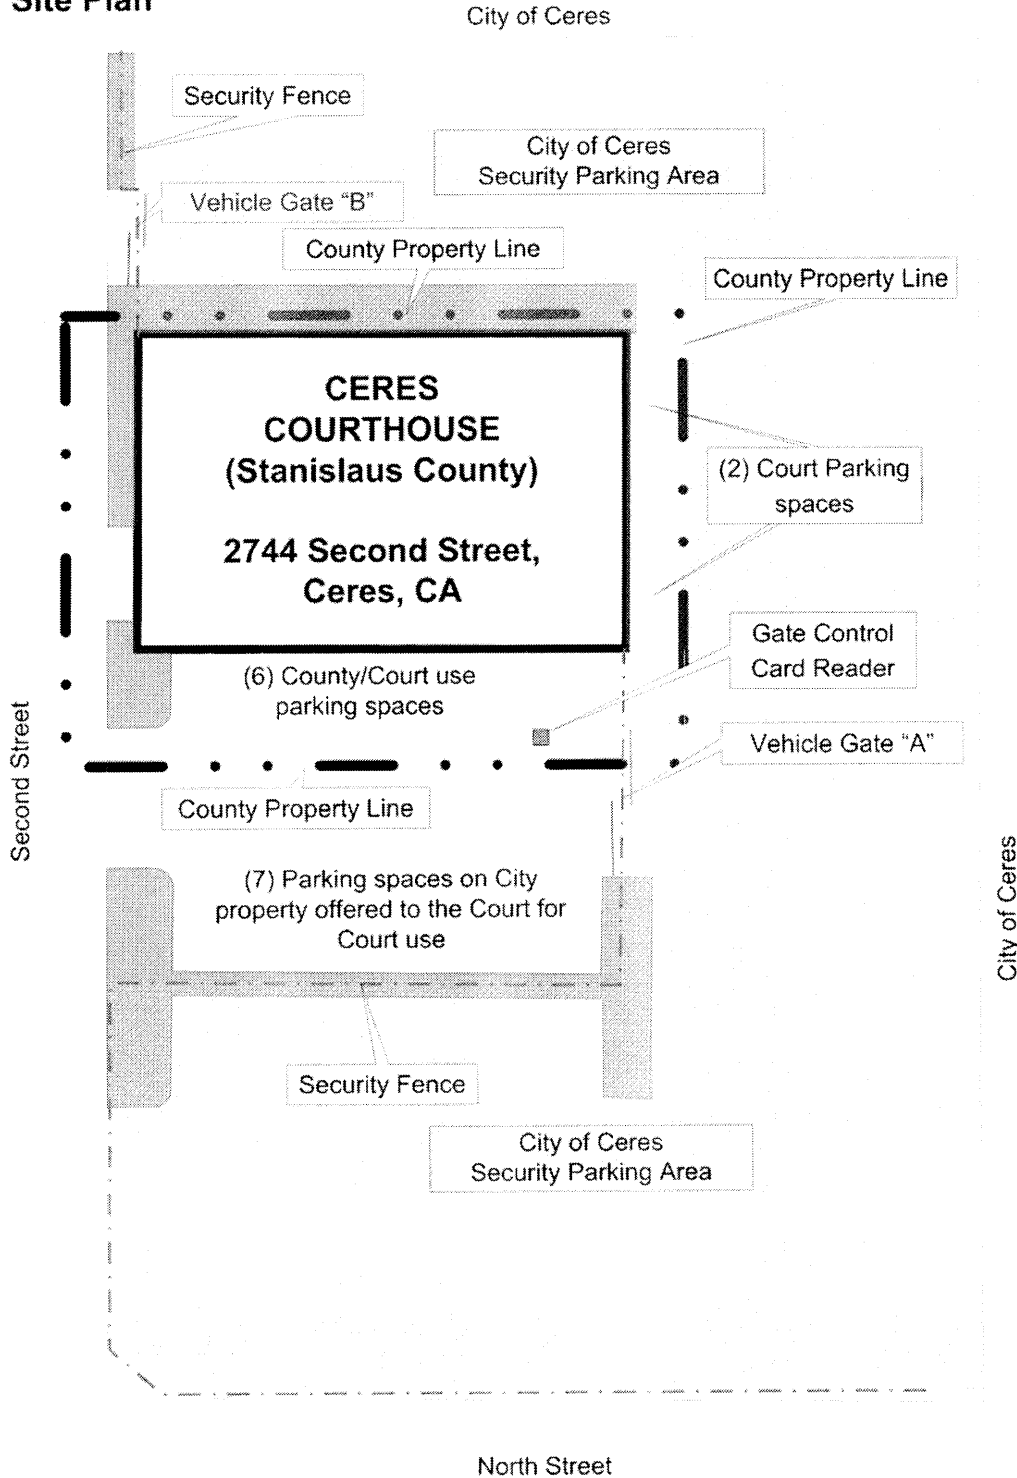 Site Plan
City of Ceres
Security Fence
City of Ceres
Security Parking Area
Vehicle Gate “B”
County Property Line
County Property Line
CERES
COURTHOUSE
(Stanislaus County)
2744 Second Street,
Ceres, CA
(2) Court Parking
spaces
Gate Control
Card Reader
(6) County/Court use
parking spaces
Vehicle Gate “A”
Second Street
County Property Line
(7) Parking spaces on City
property offered to the Court for
Court use
City of Ceres
Security Fence
City of Ceres
Security Parking Area
North Street